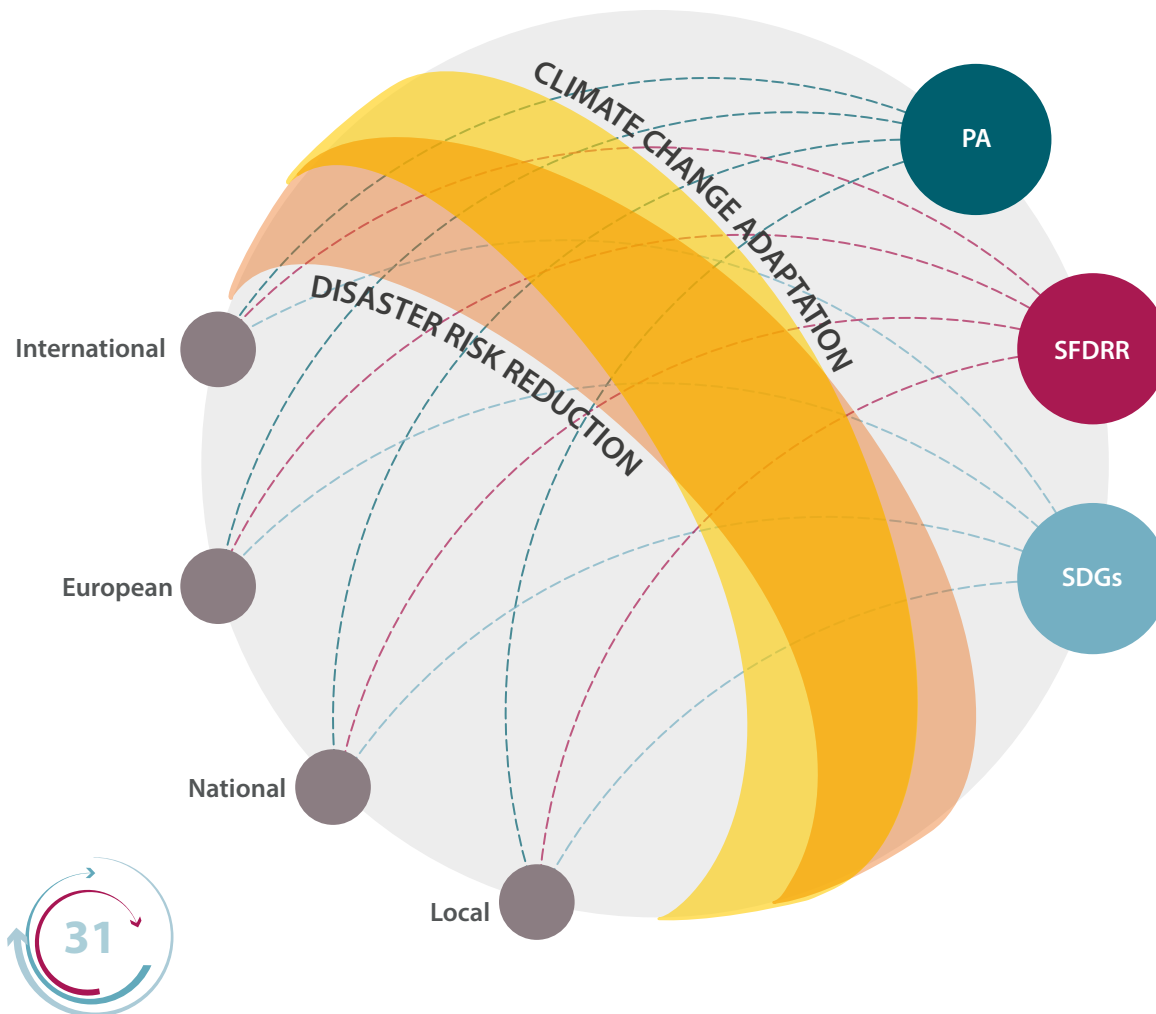 CLIMATE CHANGE ADAPTATION
PA
DISASTER RISK REDUCTION
International
SFDRR
European
SDGs
National
Local
31